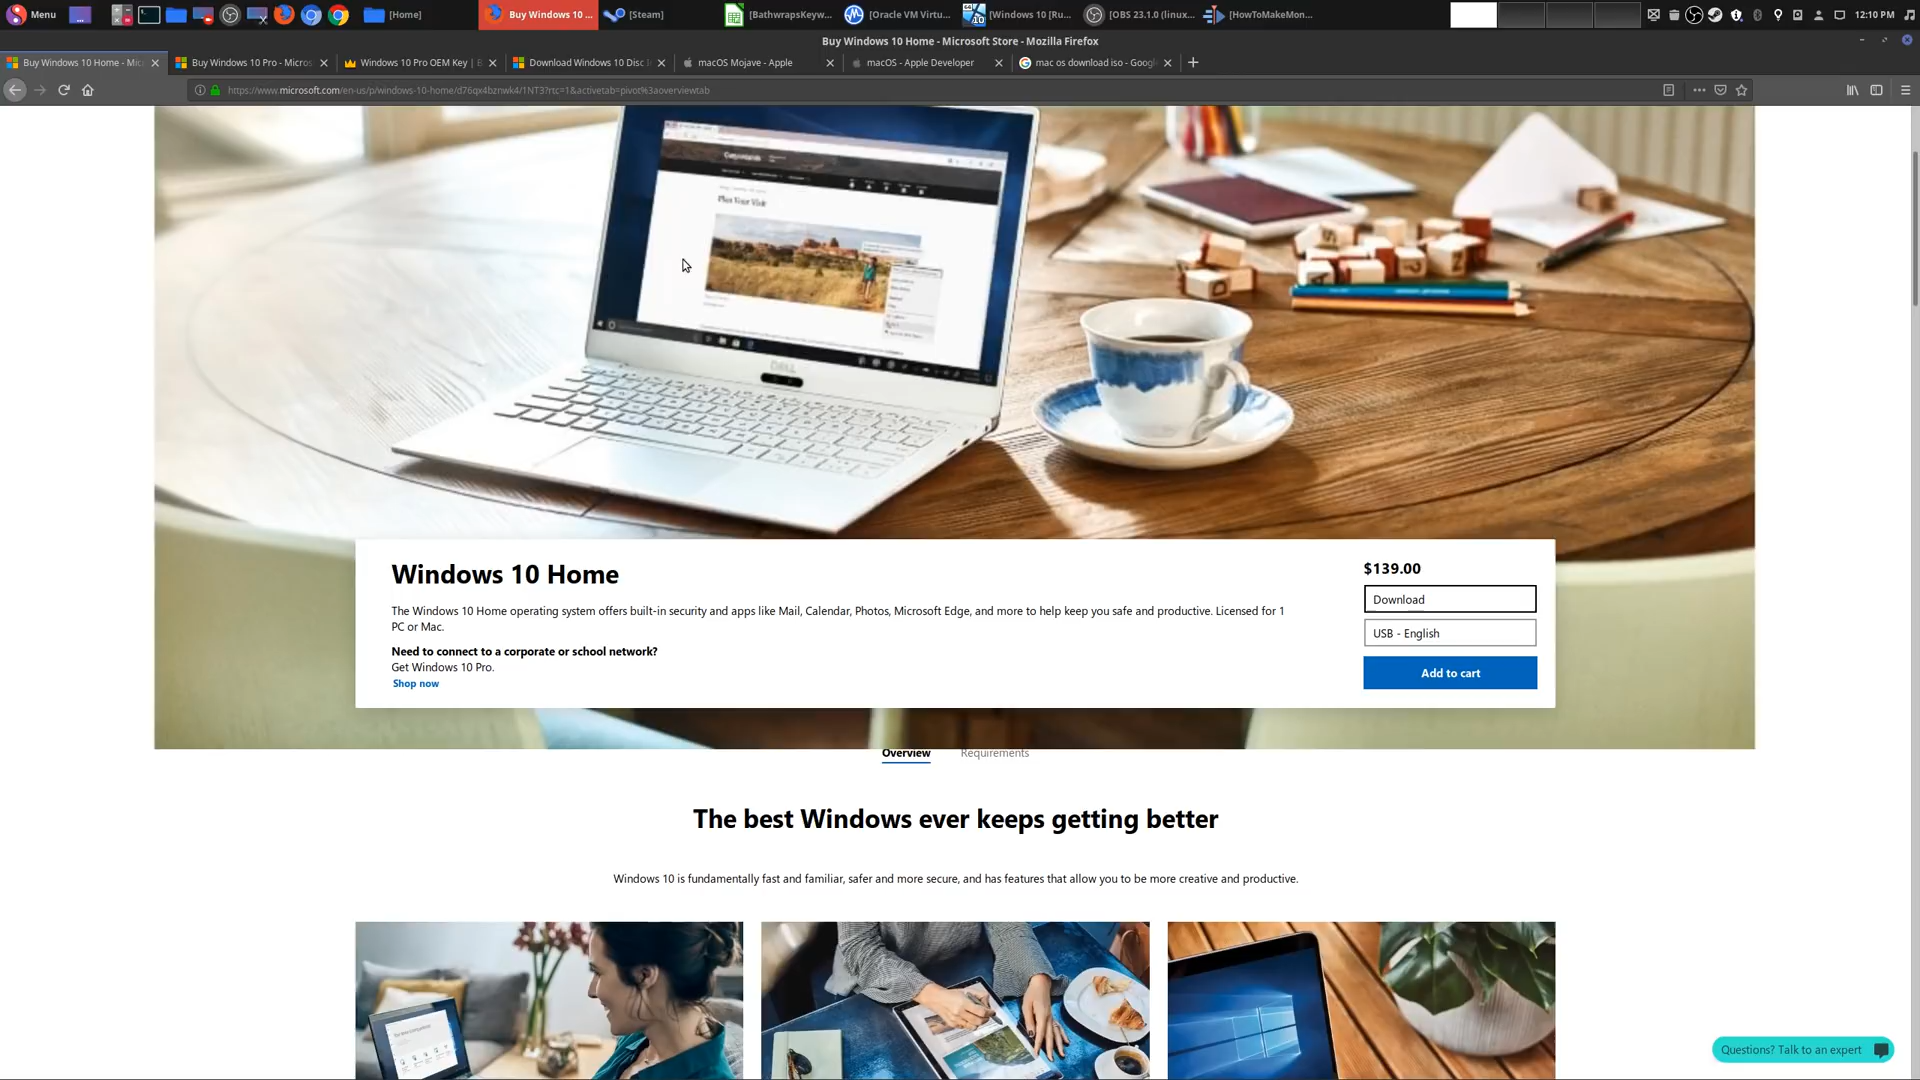 Menu
[Home]
Buy Windows 10 ...
[Steam]
[BathwrapsKeyw...
[Oracle VM Virtu...
[Windows 10 [Ru...
[OBS 23.1.0 (linux...
[HowToMakeMon...
12:10 PM
Buy Windows 10 Home - Microsoft Store - Mozilla Firefox
Buy Windows 10 Home - Mic
Buy Windows 10 Pro - Micros
Windows 10 Pro OEM Key |
Download Windows 10 Disc
macOS Mojave - Apple
macOS - Apple Developer
mac os download iso - Goog
https://www.microsoft.com/en-us/p/windows-10-home/d76qx4bznwk4/1NT3?rtc=1&activetab=pivot%3aoverviewtab
Plan Your Visit
DELL
Windows 10 Home
$139.00
The Windows 10 Home operating system offers built-in security and apps like Mail, Calendar, Photos, Microsoft Edge, and more to help keep you safe and productive. Licensed for 1
PC or Mac.
Download
USB - English
Need to connect to a corporate or school network?
Get Windows 10 Pro.
Shop now
Add to cart
Overview
Requirements
The best Windows ever keeps getting better
Windows 10 is fundamentally fast and familiar, safer and more secure, and has features that allow you to be more creative and productive.
Questions? Talk to an expert